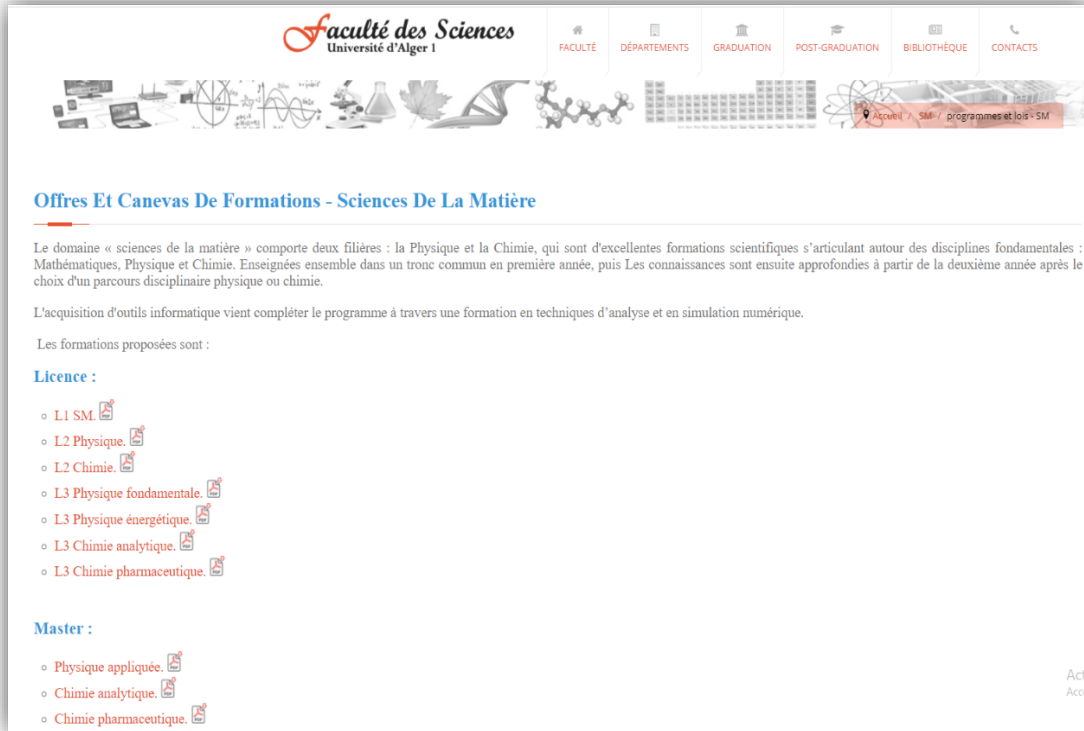 Faculté des Sciences
Université d'Alger 1
FACULTÉ
DÉPARTEMENTS
GRADUATION
POST-GRADUATION
BIBLIOTHÈQUE
CONTACTS
Accueil / SM / programmes et lois - SM
Offres Et Canevas De Formations - Sciences De La Matière
Le domaine « sciences de la matière » comporte deux filières : la Physique et la Chimie, qui sont d'excellentes formations scientifiques s’articulant autour des disciplines fondamentales :
Mathématiques, Physique et Chimie. Enseignées ensemble dans un tronc commun en première année, puis Les connaissances sont ensuite approfondies à partir de la deuxième année après le
choix d'un parcours disciplinaire physique ou chimie.
L'acquisition d'outils informatique vient compléter le programme à travers une formation en techniques d’analyse et en simulation numérique.
Les formations proposées sont :
Licence :
L1 SM.
L2 Physique.
L2 Chimie.
L3 Physique fondamentale.
L3 Physique énergétique.
L3 Chimie analytique.
L3 Chimie pharmaceutique.
Master :
Physique appliquée.
Chimie analytique.
Chimie pharmaceutique.
Act
Acc